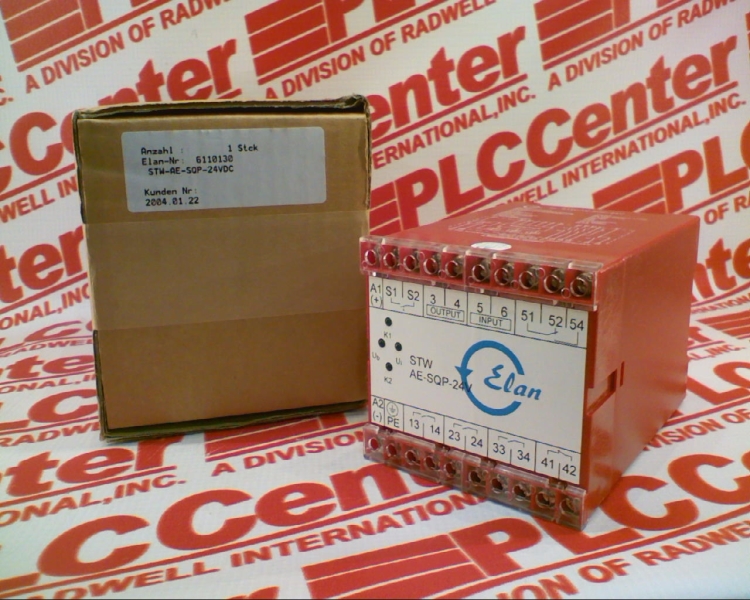 PLCCenter
A DIVISION OF RADWELL INTERNATIONAL, INC.
Anzahl : 1 Stck
Elan-Nr: 6110130
STW-AE-SQP-24VDC
Kunden Nr:
2004.01.22
A1 S1 S2 3 4 5 6 51 52 54
(+) OUTPUT INPUT
K1
UB UI
K2
STW
AE-SQP-24V
Elan
A2 PE 13 14 23 24 33 34 41 42
(-)